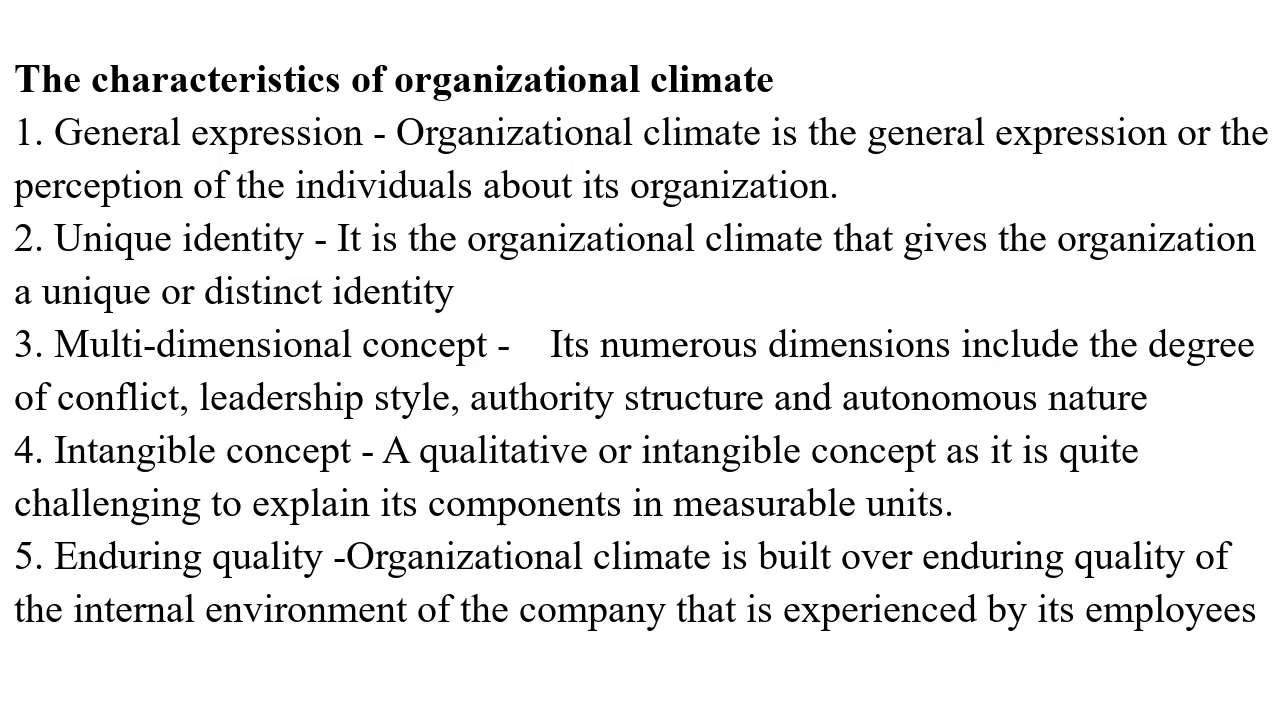 The characteristics of organizational climate
1. General expression - Organizational climate is the general expression or the
perception of the individuals about its organization.
2. Unique identity - It is the organizational climate that gives the organization
a unique or distinct identity
3. Multi-dimensional concept -    Its numerous dimensions include the degree
of conflict, leadership style, authority structure and autonomous nature
4. Intangible concept - A qualitative or intangible concept as it is quite
challenging to explain its components in measurable units.
5. Enduring quality -Organizational climate is built over enduring quality of
the internal environment of the company that is experienced by its employees